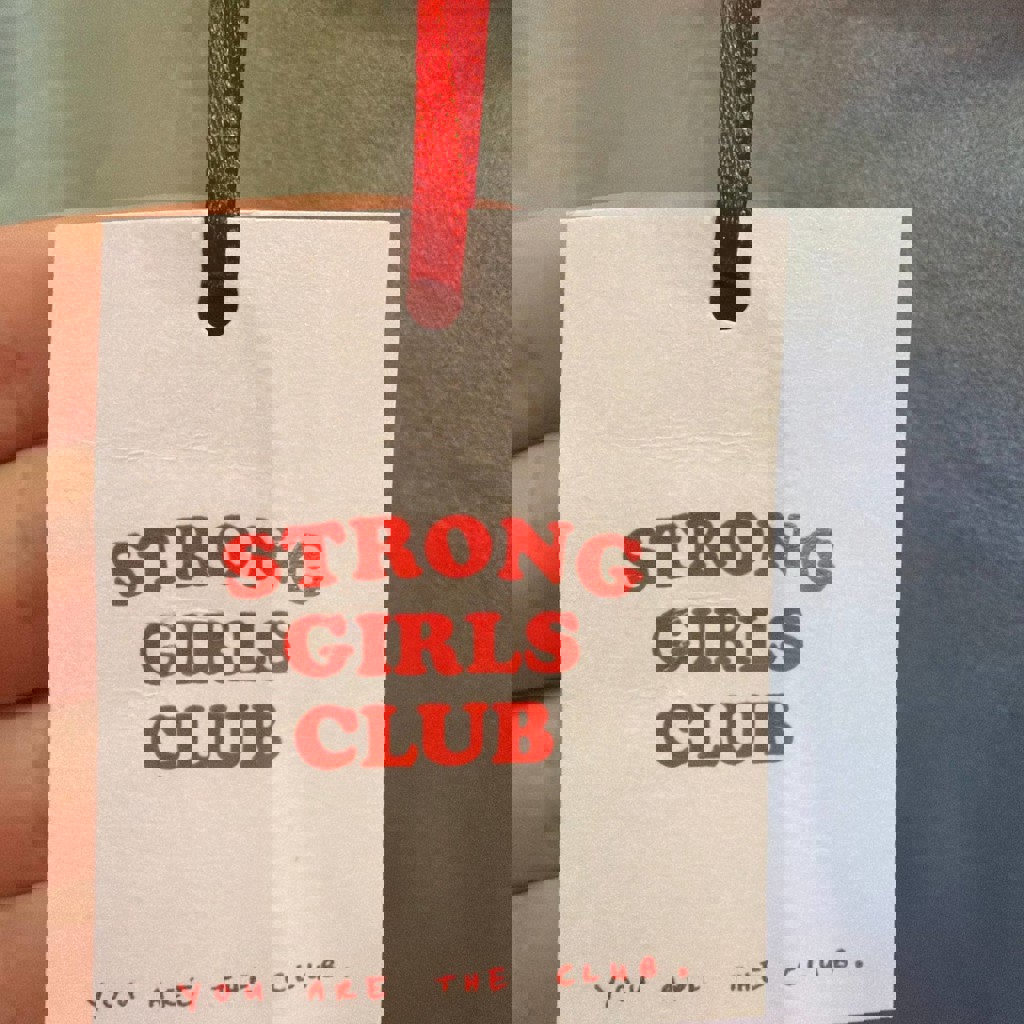 STRONG
GIRLS
CLUB
YOU ARE THE CLUB.